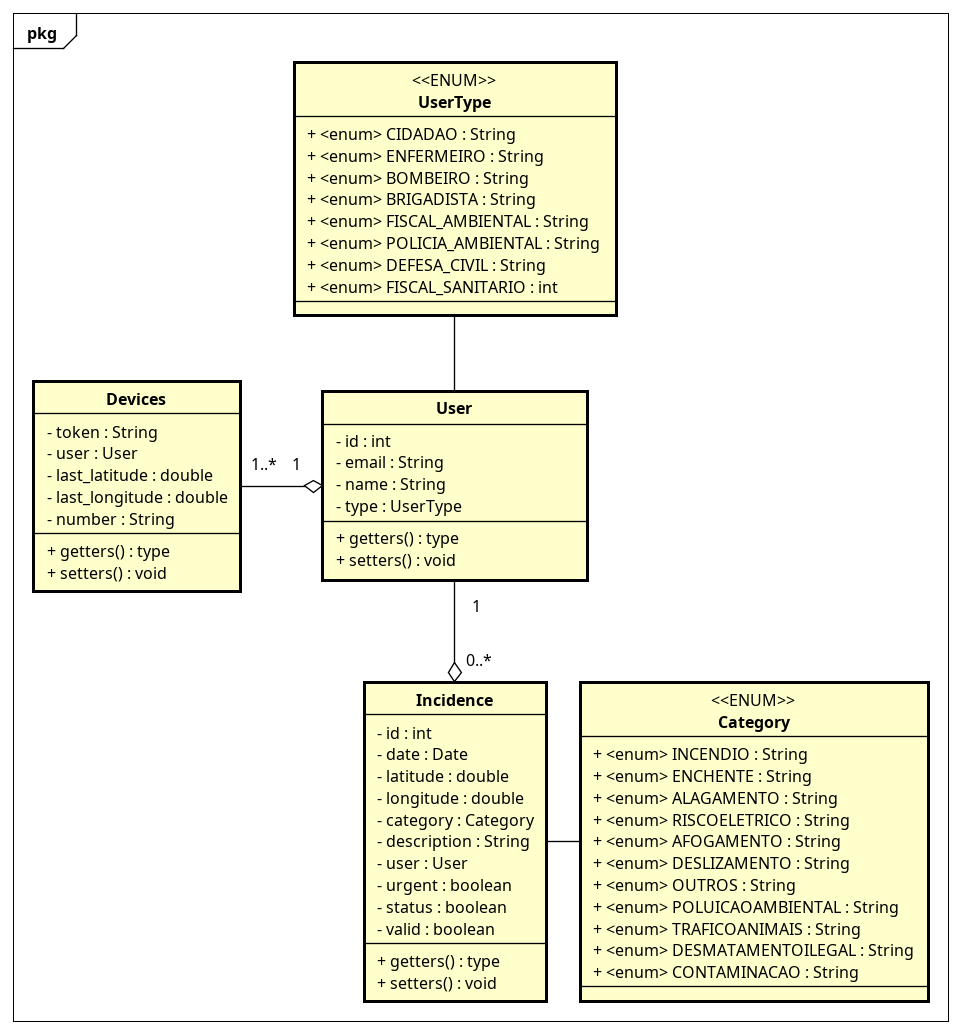 pkg
<<ENUM>>
UserType
+ <enum> CIDADAO : String
+ <enum> ENFERMEIRO : String
+ <enum> BOMBEIRO : String
+ <enum> BRIGADISTA : String
+ <enum> FISCAL_AMBIENTAL : String
+ <enum> POLICIA_AMBIENTAL : String
+ <enum> DEFESA_CIVIL : String
+ <enum> FISCAL_SANITARIO : int
Devices
- token : String
- user : User
- last_latitude : double
- last_longitude : double
- number : String
+ getters() : type
+ setters() : void
1..* 1
User
- id : int
- email : String
- name : String
- type : UserType
+ getters() : type
+ setters() : void
1
0..*
Incidence
- id : int
- date : Date
- latitude : double
- longitude : double
- category : Category
- description : String
- user : User
- urgent : boolean
- status : boolean
- valid : boolean
+ getters() : type
+ setters() : void
<<ENUM>>
Category
+ <enum> INCENDIO : String
+ <enum> ENCHENTE : String
+ <enum> ALAGAMENTO : String
+ <enum> RISCOELETRICO : String
+ <enum> AFOGAMENTO : String
+ <enum> DESLIZAMENTO : String
+ <enum> OUTROS : String
+ <enum> POLUICAOAMBIENTAL : String
+ <enum> TRAFICOANIMAIS : String
+ <enum> DESMATAMENTOILEGAL : String
+ <enum> CONTAMINACAO : String